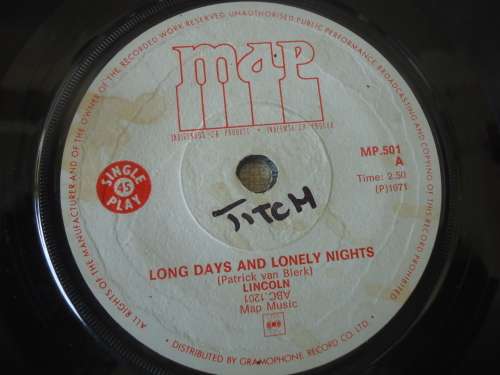 ALL RIGHTS OF THE MANUFACTURER AND OF THE OWNER OF THE RECORDED WORK RESERVED. UNAUTHORISED PUBLIC PERFORMANCE, BROADCASTING AND COPYING OF THIS RECORD PROHIBITED
map
MP.501
A
Time: 2.50
(P)1971
SINGLE
45
PLAY
TITCH
LONG DAYS AND LONELY NIGHTS
(Patrick van Blerk)
LINCOLN
ABC 1201
Map Music
• DISTRIBUTED BY GRAMOPHONE RECORD CO. LTD.